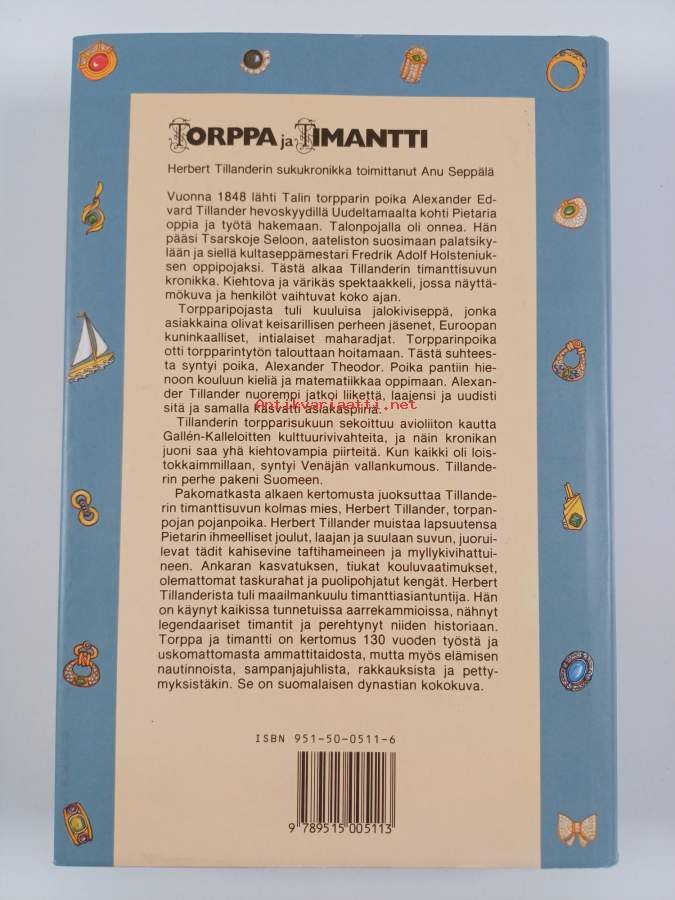 TORPPA ja TIMANTTI
Herbert Tillanderin sukukronikka toimittanut Anu Seppälä
Vuonna 1848 lähti Talin torpparin poika Alexander Ed-
vard Tillander hevoskyydillä Uudeltamaalta kohti Pietaria
oppia ja työtä hakemaan. Talonpojalla oli onnea. Hän
pääsi Tsarskoje Seloon, aateliston suosimaan palatsiky-
lään ja siellä kultaseppämestari Fredrik Adolf Holsteniuk-
sen oppipojaksi. Tästä alkaa Tillanderin timanttisuvun
kronikka. Kiehtova ja värikäs spektaakkeli, jossa näyttä-
mökuva ja henkilöt vaihtuvat koko ajan.
Torpparipojasta tuli kuuluisa jalokiviseppä, jonka
asiakkaina olivat keisarillisen perheen jäsenet, Euroopan
kuninkaalliset, intialaiset maharadjat. Torpparinpoika
otti torpparintytön talouttaan hoitamaan. Tästä suhtees-
ta syntyi poika, Alexander Theodor. Poika pantiin hie-
noon kouluun kieliä ja matematiikkaa oppimaan. Alexan-
der Tillander nuorempi jatkoi liikettä, laajensi ja uudisti
sitä ja samalla kasvatti asiakaspiiriä.
Antikvariaatti.net
Tillanderin torpparisukuun sekoittuu avioliiton kautta
Gallén-Kalleloitten kulttuurivivahteita, ja näin kronikan
juoni saa yhä kiehtovampia piirteitä. Kun kaikki oli lois-
tokkaimmillaan, syntyi Venäjän vallankumous. Tillande-
rin perhe pakeni Suomeen.
Pakomatkasta alkaen kertomusta juoksuttaa Tillande-
rin timanttisuvun kolmas mies, Herbert Tillander, torpan-
pojan pojanpoika. Herbert Tillander muistaa lapsuutensa
Pietarin ihmeelliset joulut, laajan ja suulaan suvun, juorui-
levat tädit kahisevine taftihameineen ja myllykivihattui-
neen. Ankaran kasvatuksen, tiukat kouluvaatimukset,
olemattomat taskurahat ja puolipohjatut kengät. Herbert
Tillanderista tuli maailmankuulu timanttiasiantuntija. Hän
on käynyt kaikissa tunnetuissa aarrekammioissa, nähnyt
legendaariset timantit ja perehtynyt niiden historiaan.
Torppa ja timantti on kertomus 130 vuoden työstä ja
uskomattomasta ammattitaidosta, mutta myös elämisen
nautinnoista, sampanjajuhlista, rakkauksista ja petty-
myksistäkin. Se on suomalaisen dynastian kokokuva.
ISBN 951-50-0511-6
9 789515 005113